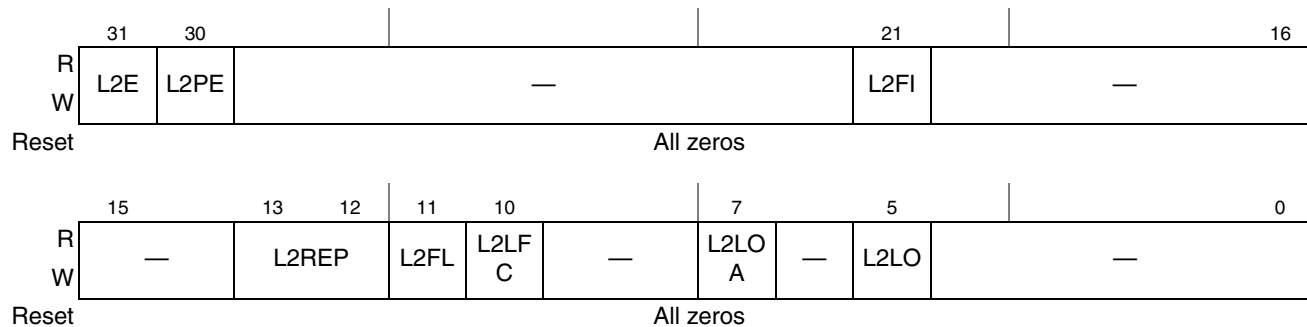 31 30 21 16
R
W
L2E L2PE — L2FI —
Reset All zeros
15 13 12 11 10 7 5 0
R
W
— L2REP L2FL L2LF
C — L2LO
A — L2LO —
Reset All zeros